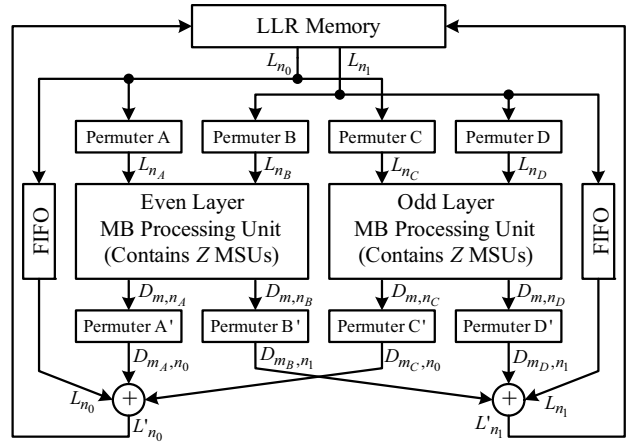 LLR Memory
L_{n_0} L_{n_1}
Permuter A Permuter B Permuter C Permuter D
L_{n_A} L_{n_B} L_{n_C} L_{n_D}
FIFO
Even Layer
MB Processing Unit
(Contains Z MSUs)
Odd Layer
MB Processing Unit
(Contains Z MSUs)
FIFO
D_{m,n_A} D_{m,n_B} D_{m,n_C} D_{m,n_D}
Permuter A' Permuter B' Permuter C' Permuter D'
D_{m_A,n_0} D_{m_B,n_1} D_{m_C,n_0} D_{m_D,n_1}
L_{n_0} + + L_{n_1}
L'_{n_0} L'_{n_1}